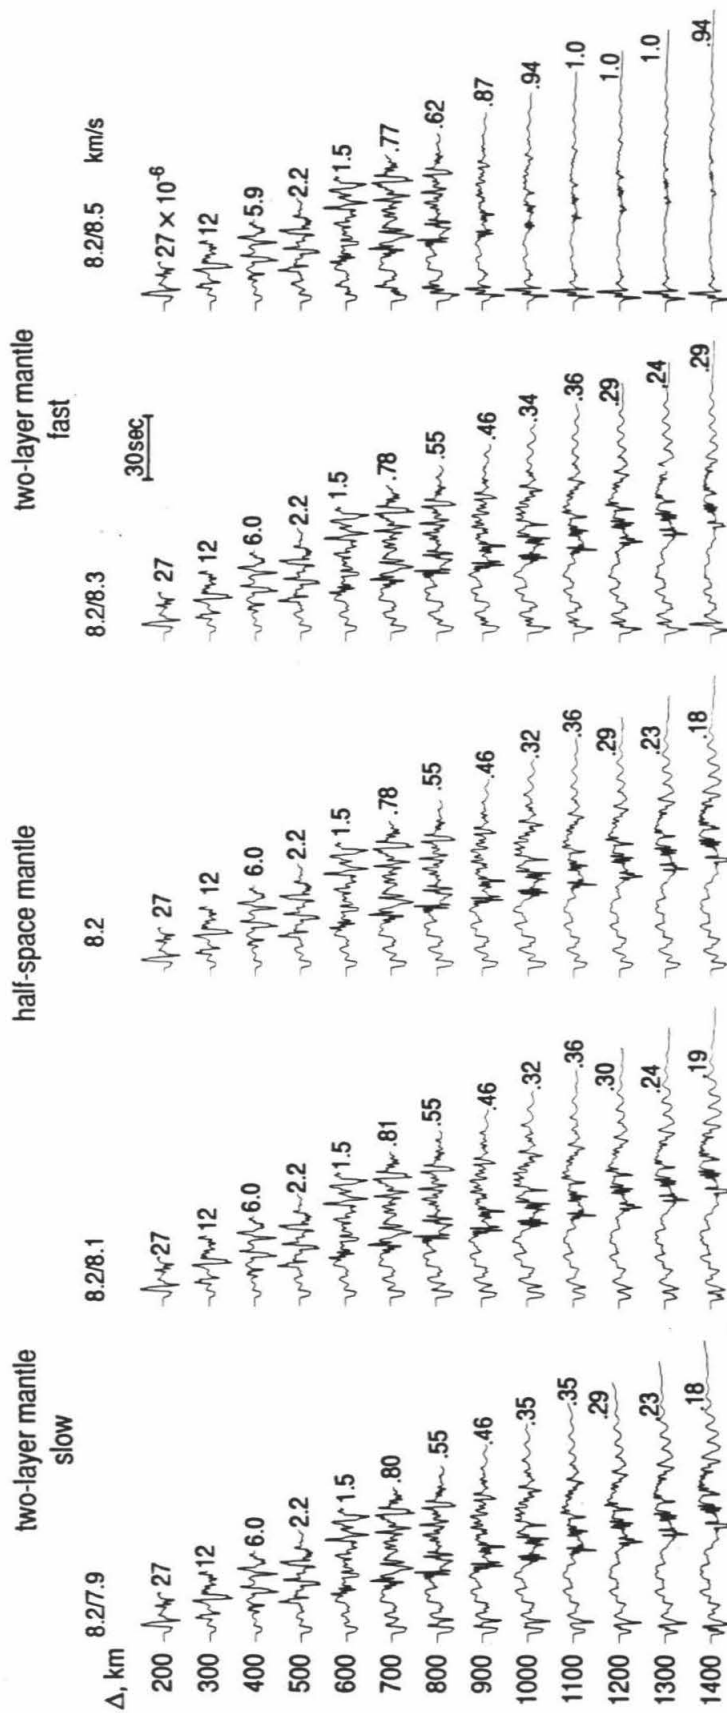 two-layer mantle
slow
half-space mantle
two-layer mantle
fast
Δ, km
8.2/7.9
8.2/8.1
8.2
8.2/8.3
8.2/8.5 km/s
30sec
200 27 27 27 27 27 × 10-6
300 12 12 12 12 12
400 6.0 6.0 6.0 6.0 5.9
500 2.2 2.2 2.2 2.2 2.2
600 1.5 1.5 1.5 1.5 1.5
700 .80 .81 .78 .78 .77
800 .55 .55 .55 .55 .62
900 .46 .46 .46 .46 .87
1000 .35 .32 .32 .34 .94
1100 .35 .36 .36 .36 1.0
1200 .29 .30 .29 .29 1.0
1300 .23 .24 .23 .24 1.0
1400 .18 .19 .18 .29 .94